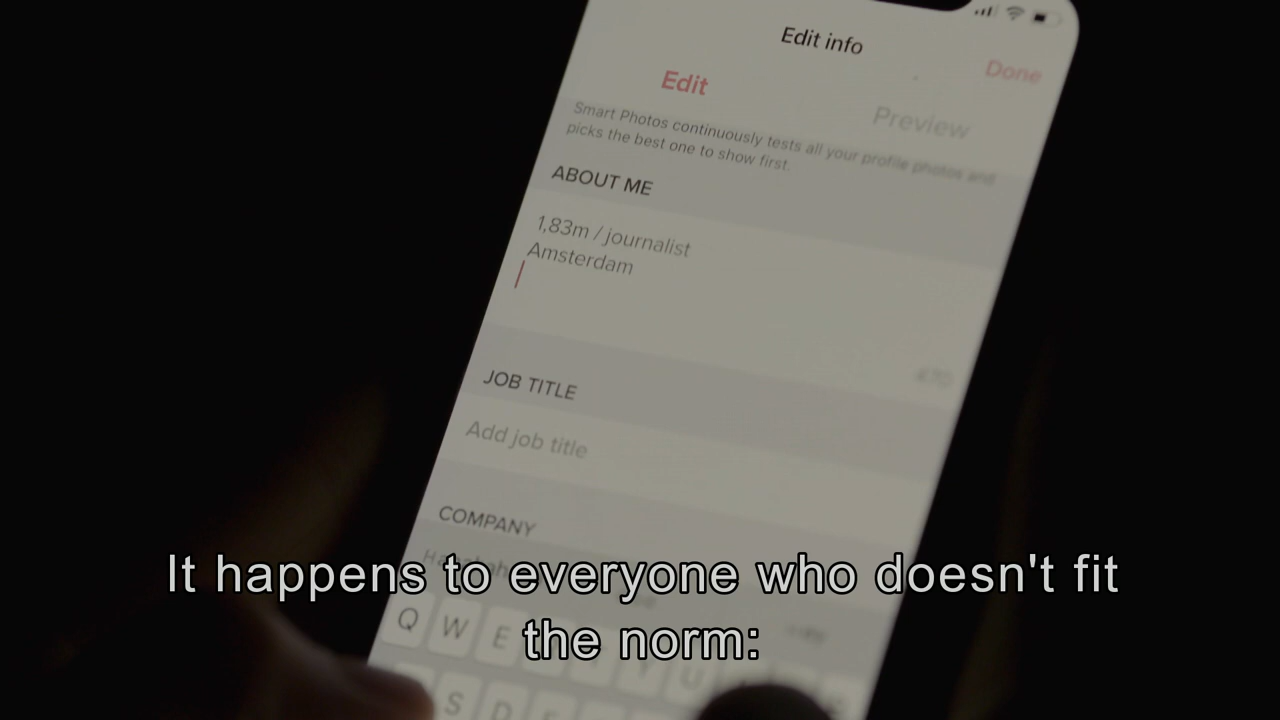 Edit info
Done
Edit
Preview
Smart Photos continuously tests all your profile photos and
picks the best one to show first.
ABOUT ME
1,83m / journalist
Amsterdam
470
JOB TITLE
Add job title
COMPANY
It happens to everyone who doesn't fit
the norm:
Q W E
S D